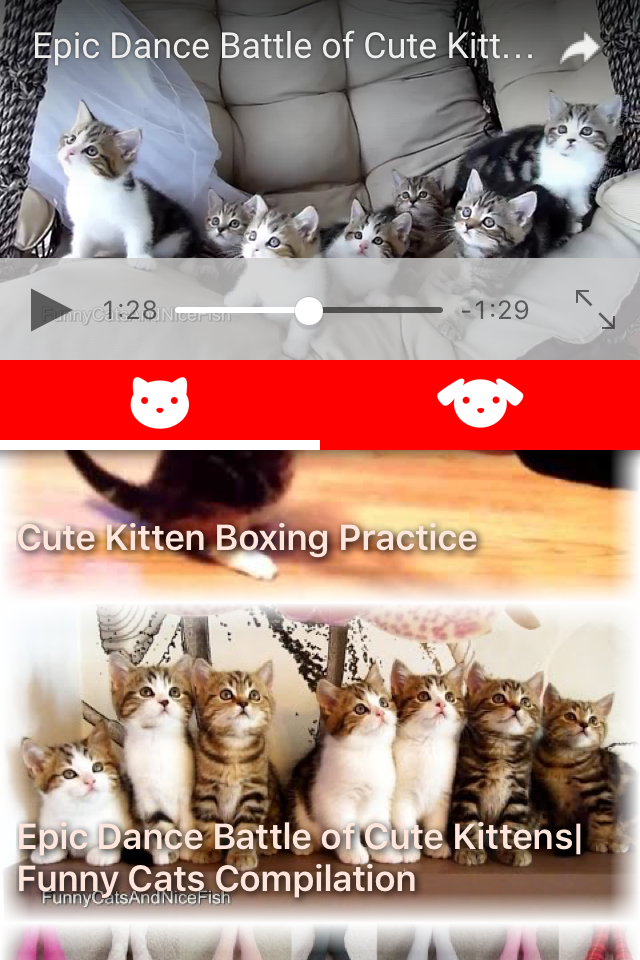 Epic Dance Battle of Cute Kitt...
1:28
-1:29
FunnyCatsAndNiceFish
Cute Kitten Boxing Practice
Epic Dance Battle of Cute Kittens|
Funny Cats Compilation
FunnyCatsAndNiceFish